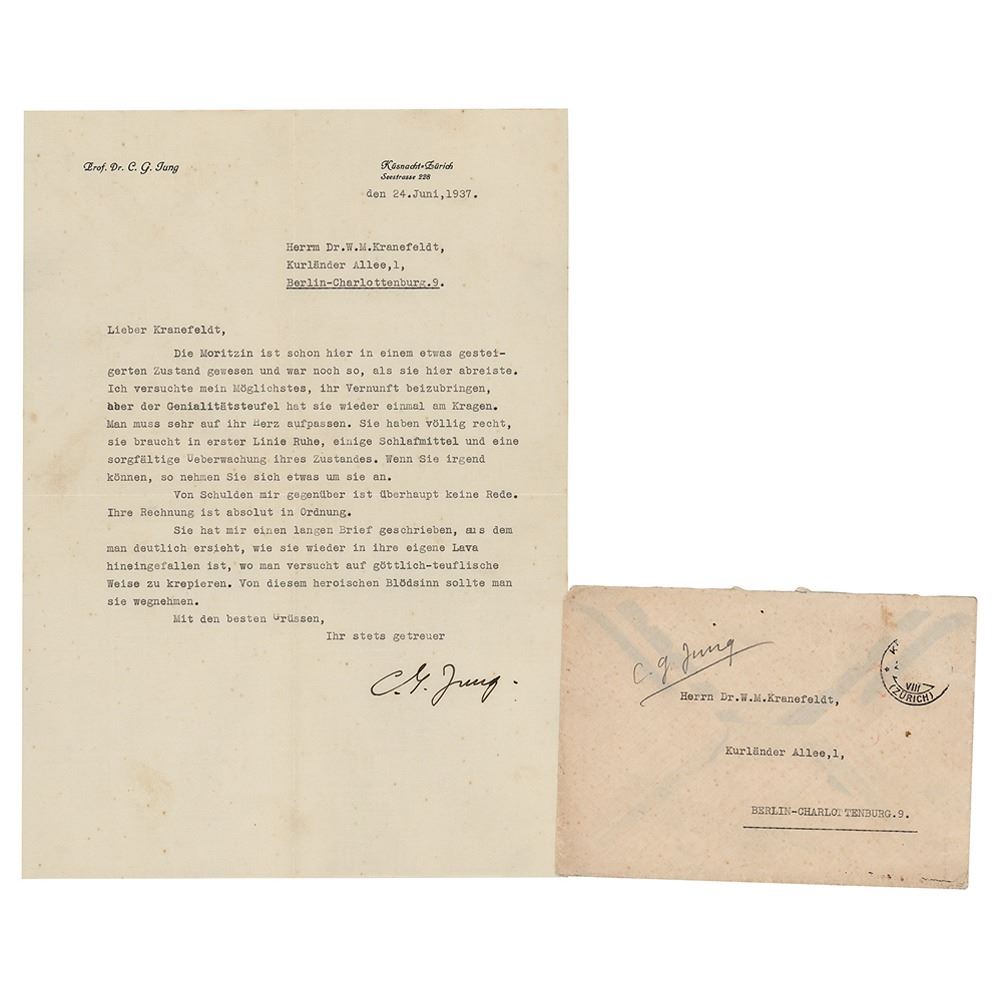 Prof. Dr. C. G. Jung
Küsnacht-Zürich
Seestrasse 228
den 24.Juni,1937.
Herrm Dr.W.M.Kranefeldt,
Kurländer Allee,1,
Berlin-Charlottenburg.9.
Lieber Kranefeldt,
Die Moritzin ist schon hier in einem etwas gestei-
gerten Zustand gewesen und war noch so, als sie hier abreiste.
Ich versuchte mein Möglichstes, ihr Vernunft beizubringen,
aber der Genialitätsteufel hat sie wieder einmal am Kragen.
Man muss sehr auf ihr Herz aufpassen. Sie haben völlig recht,
sie braucht in erster Linie Ruhe, einige Schlafmittel und eine
sorgfältige Ueberwachung ihres Zustandes. Wenn Sie irgend
können, so nehmen Sie sich etwas um sie an.
Von Schulden mir gegenüber ist überhaupt keine Rede.
Ihre Rechnung ist absolut in Ordnung.
Sie hat mir einen langen Brief geschrieben, aus dem
man deutlich ersieht, wie sie wieder in ihre eigene Lava
hineingefallen ist, wo man versucht auf göttlich-teuflische
Weise zu krepieren. Von diesem heroischen Blödsinn sollte man
sie wegnehmen.
Mit den besten Grüssen,
Ihr stets getreuer
C. G. Jung.
C. G. Jung
VIII
(ZÜRICH)
Herrn Dr.W.M.Kranefeldt,
Kurländer Allee,1,
BERLIN-CHARLOTTENBURG.9.